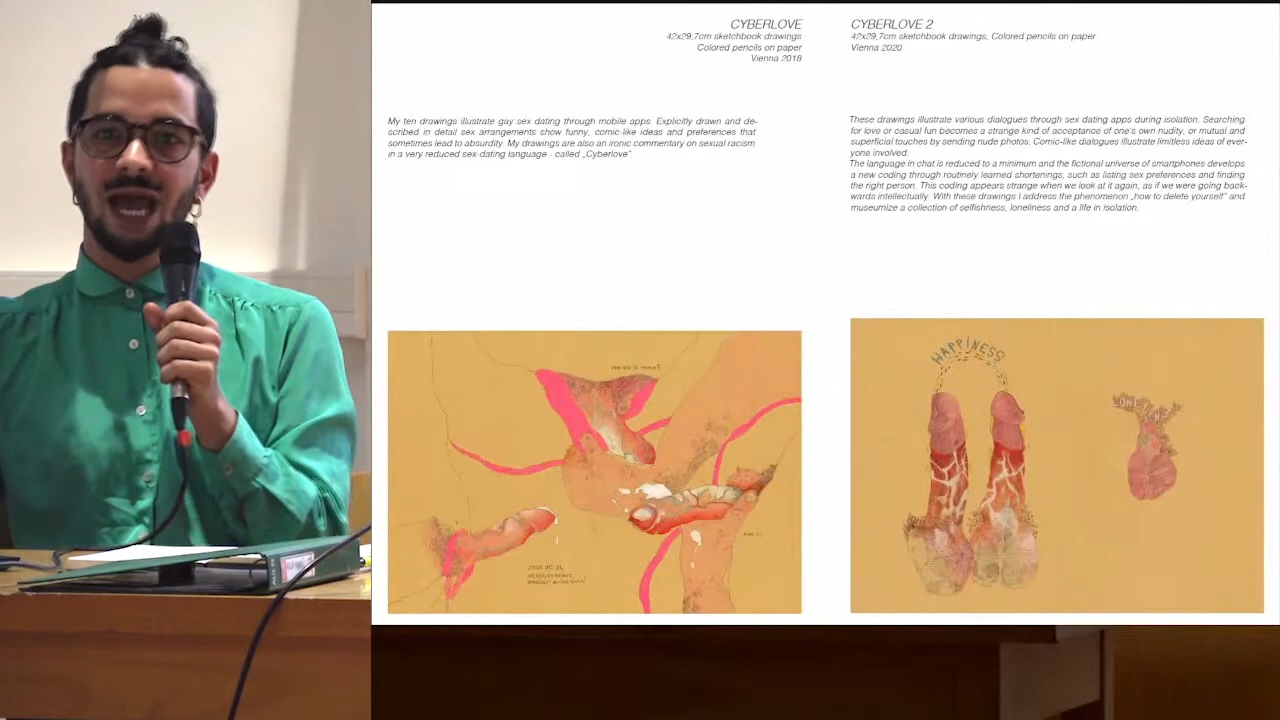 CYBERLOVE
42x29,7cm sketchbook drawings
Colored pencils on paper
Vienna 2018
My ten drawings illustrate gay sex dating through mobile apps. Explicitly drawn and de-
scribed in detail sex arrangements show funny, comic-like ideas and preferences that
sometimes lead to absurdity. My drawings are also an ironic commentary on sexual racism
in a very reduced sex-dating language - called „Cyberlove".
CYBERLOVE 2
42x29,7cm sketchbook drawings, Colored pencils on paper
Vienna 2020
These drawings illustrate various dialogues through sex dating apps during isolation. Searching
for love or casual fun becomes a strange kind of acceptance of one's own nudity, or mutual and
superficial touches by sending nude photos. Comic-like dialogues illustrate limitless ideas of ever-
yone involved.
The language in chat is reduced to a minimum and the fictional universe of smartphones develops
a new coding through routinely learned shortenings, such as listing sex preferences and finding
the right person. This coding appears strange when we look at it again, as if we were going back-
wards intellectually. With these drawings I address the phenomenon „how to delete yourself" and
museumize a collection of selfishness, loneliness and a life in isolation.
HAPPINESS